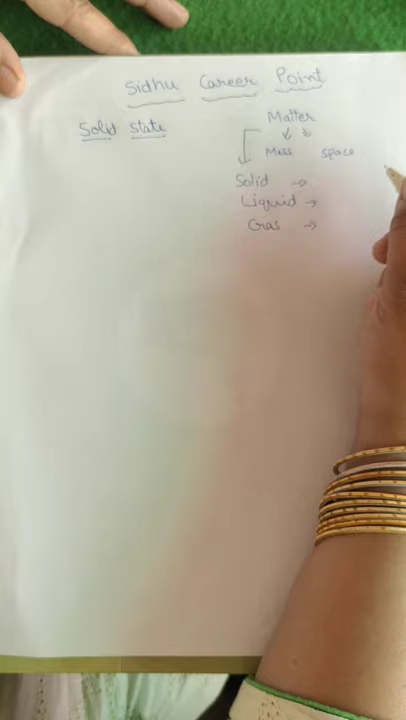 Sidhu Career Point
Solid State
Matter
Mass space
Solid →
Liquid →
Gas →